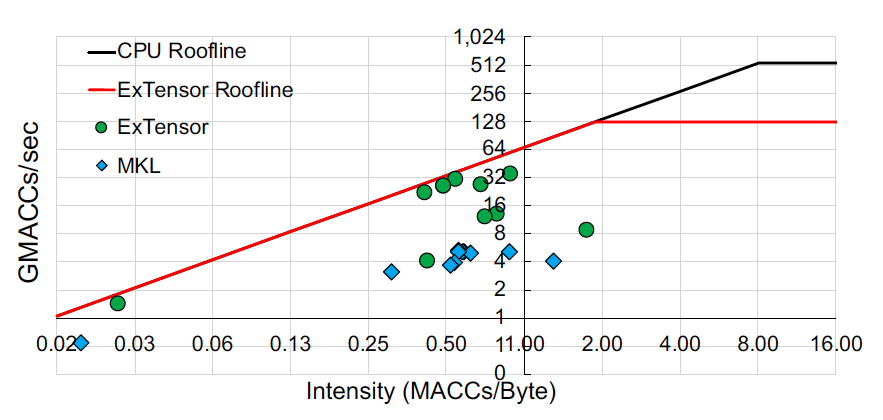 1,024
CPU Roofline
512
ExTensor Roofline
256
ExTensor
128
MKL
64
32
16
8
4
2
1
0.02 0.03 0.06 0.13 0.25 0.50 11.00 2.00 4.00 8.00 16.00
0
GMACCs/sec
Intensity (MACCs/Byte)